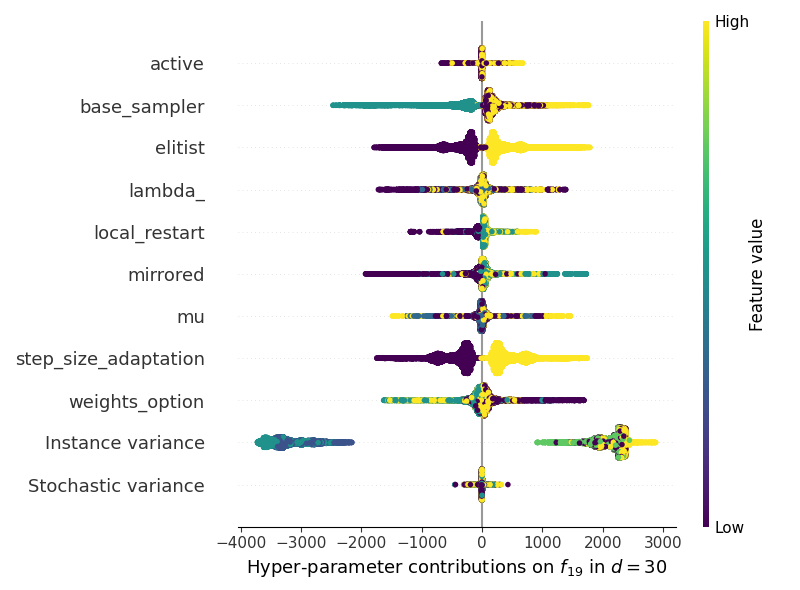 active
base_sampler
elitist
lambda_
local_restart
mirrored
mu
step_size_adaptation
weights_option
Instance variance
Stochastic variance
−4000 −3000 −2000 −1000 0 1000 2000 3000
Hyper-parameter contributions on f19 in d = 30
High
Feature value
Low